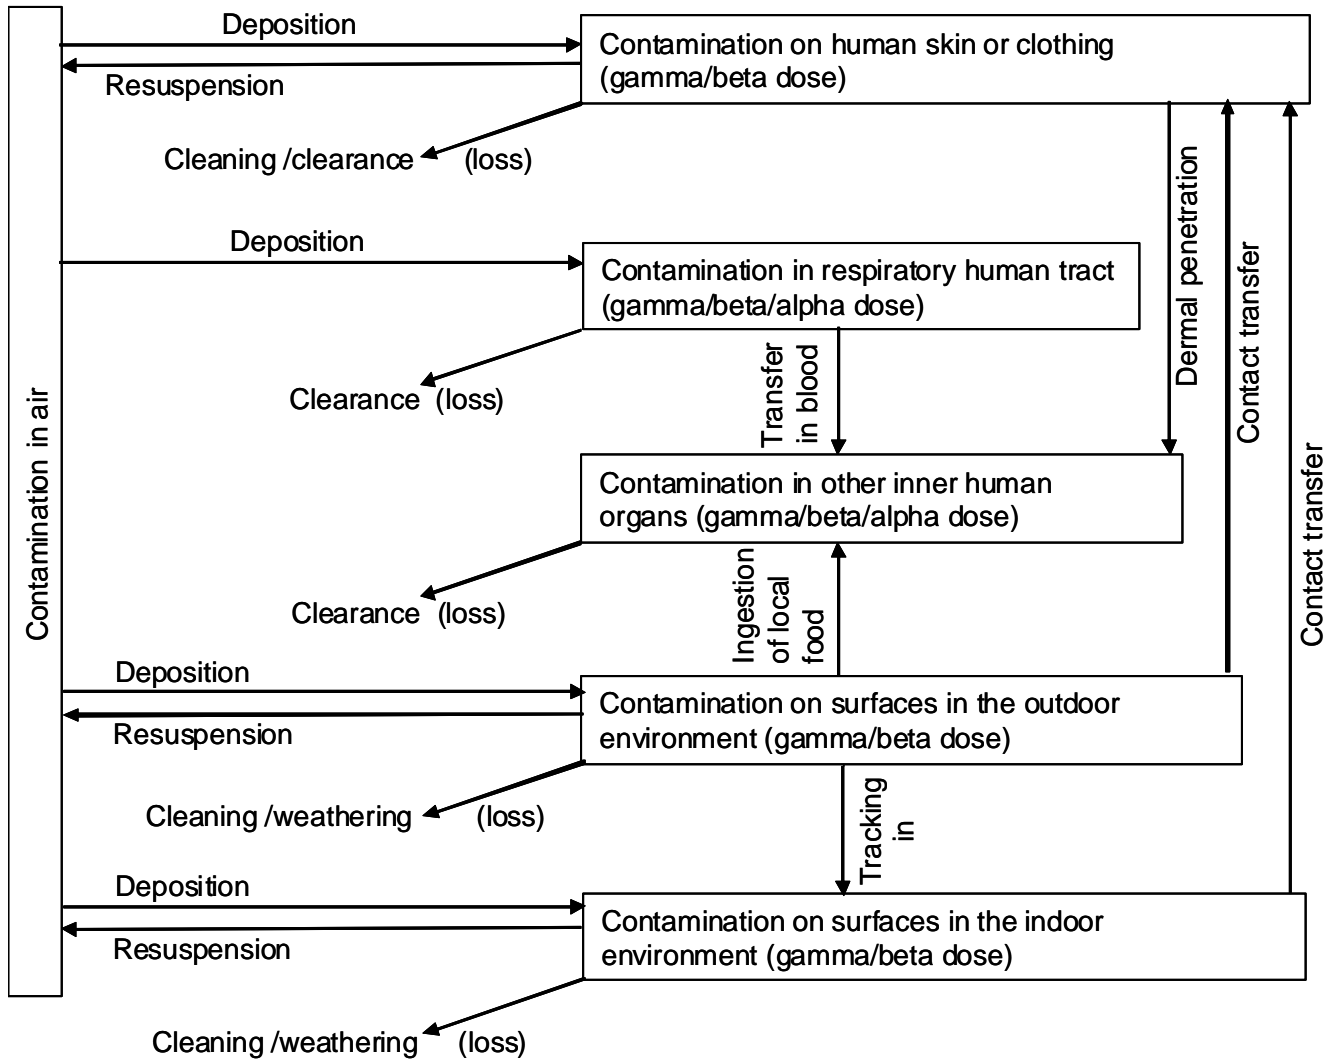 Deposition
Contamination on human skin or clothing
(gamma/beta dose)
Resuspension
Cleaning /clearance (loss)
Deposition
Contamination in respiratory human tract
(gamma/beta/alpha dose)
Clearance (loss)
Transfer
in blood
Dermal penetration
Contact transfer
Contact transfer
Contamination in air
Contamination in other inner human
organs (gamma/beta/alpha dose)
Clearance (loss)
Ingestion
of local
food
Deposition
Contamination on surfaces in the outdoor
environment (gamma/beta dose)
Resuspension
Cleaning /weathering (loss)
Tracking
in
Deposition
Contamination on surfaces in the indoor
environment (gamma/beta dose)
Resuspension
Cleaning /weathering (loss)